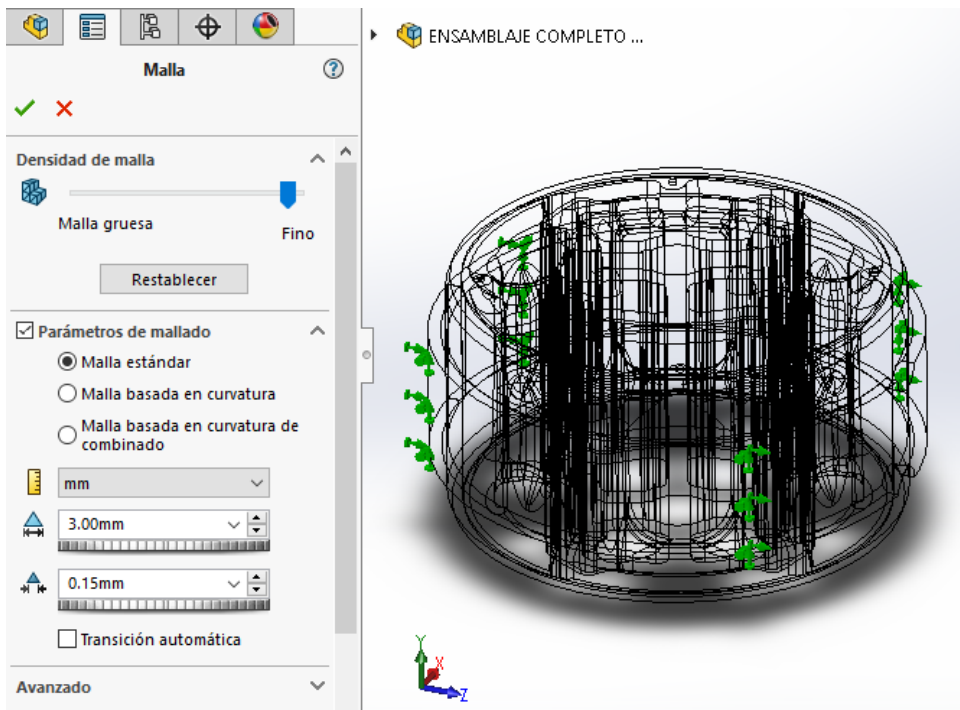 ENSAMBLAJE COMPLETO ...
Malla
?
Densidad de malla
Malla gruesa
Fino
Restablecer
Parámetros de mallado
Malla estándar
Malla basada en curvatura
Malla basada en curvatura de
combinado
mm
3.00mm
0.15mm
Transición automática
Avanzado
Y
X
Z